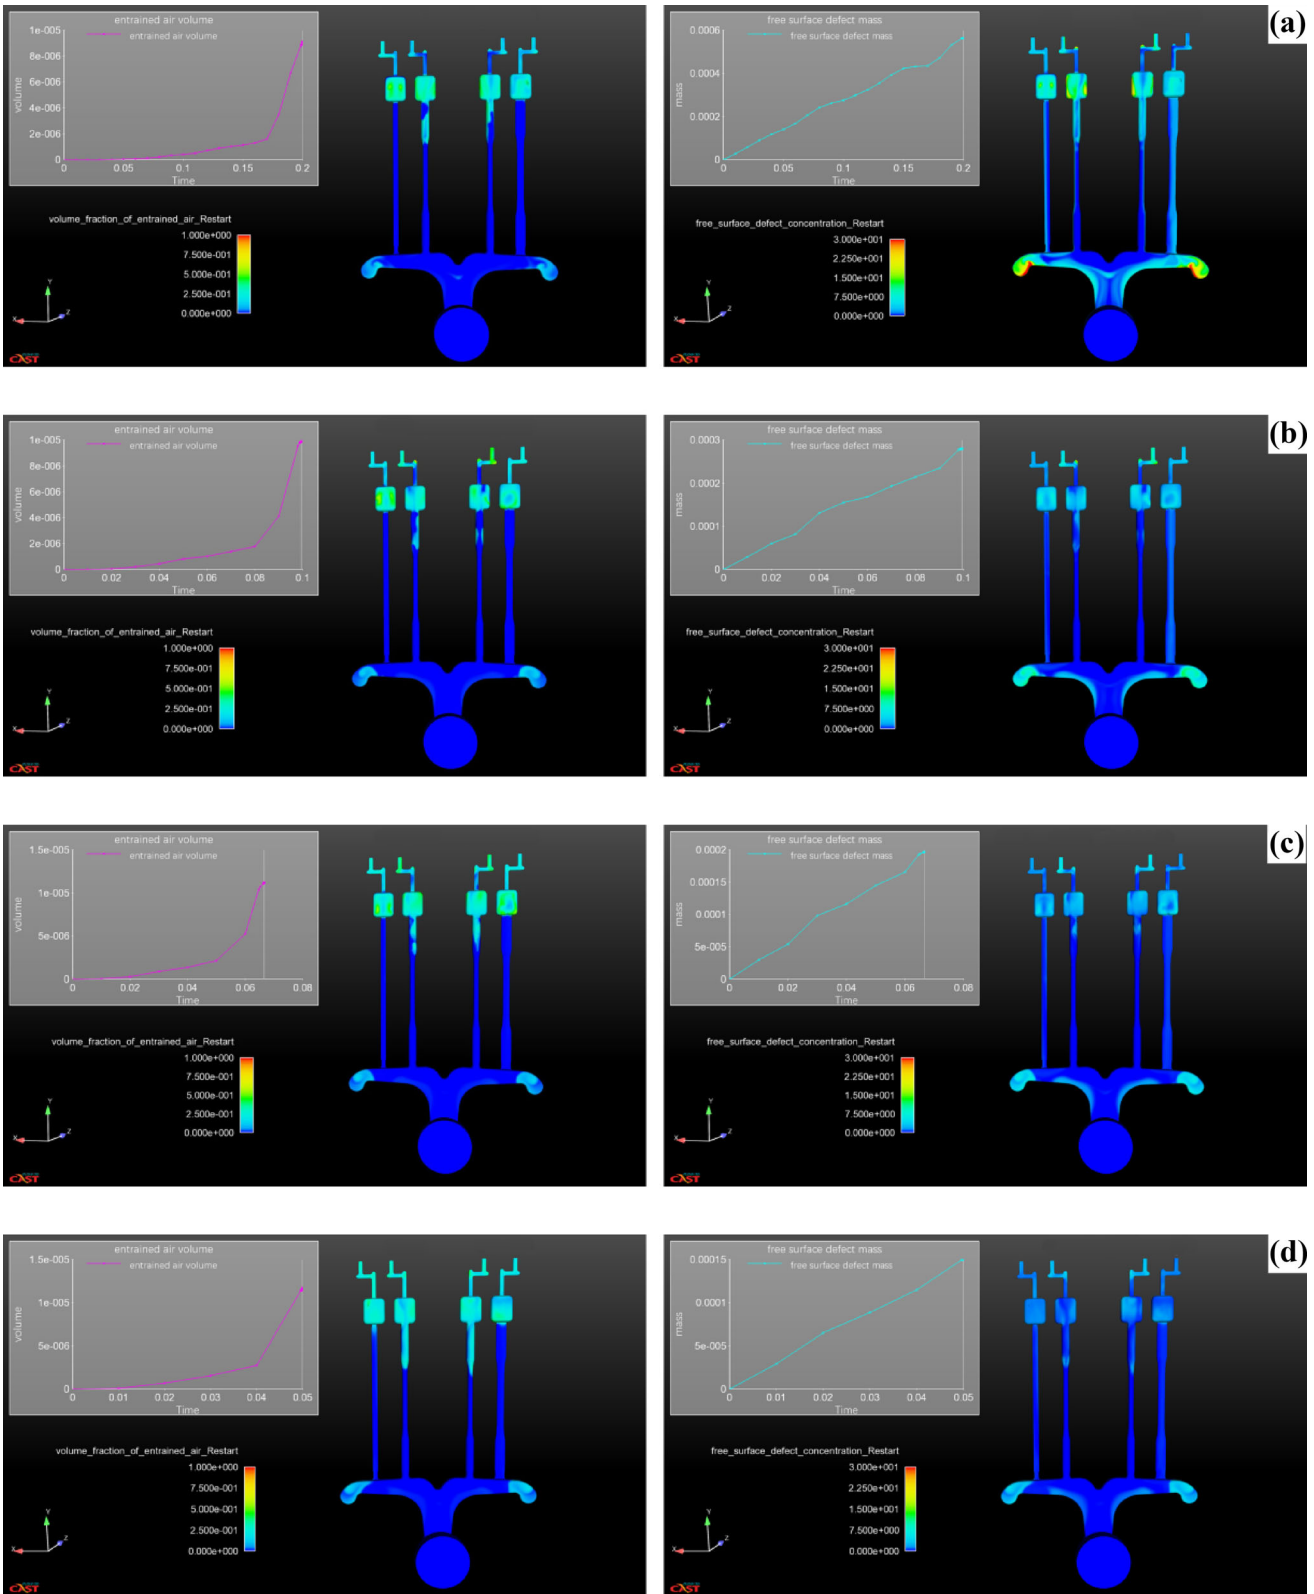 (a)
entrained air volume
entrained air volume
1e-005
8e-006
6e-006
4e-006
2e-006
0
volume
0 0.05 0.1 0.15 0.2
Time
volume_fraction_of_entrained_air_Restart
1.000e+000
7.500e-001
5.000e-001
2.500e-001
0.000e+000
Y
X Z
CAST
free surface defect mass
free surface defect mass
0.0006
0.0004
0.0002
0
mass
0 0.05 0.1 0.15 0.2
Time
free_surface_defect_concentration_Restart
3.000e+001
2.250e+001
1.500e+001
7.500e+000
0.000e+000
Y
X Z
CAST
(b)
entrained air volume
entrained air volume
1e-005
8e-006
6e-006
4e-006
2e-006
0
volume
0 0.02 0.04 0.06 0.08 0.1
Time
volume_fraction_of_entrained_air_Restart
1.000e+000
7.500e-001
5.000e-001
2.500e-001
0.000e+000
Y
X Z
CAST
free surface defect mass
free surface defect mass
0.0003
0.0002
0.0001
0
mass
0 0.02 0.04 0.06 0.08 0.1
Time
free_surface_defect_concentration_Restart
3.000e+001
2.250e+001
1.500e+001
7.500e+000
0.000e+000
Y
X Z
CAST
(c)
entrained air volume
entrained air volume
1.5e-005
1e-005
5e-006
0
volume
0 0.02 0.04 0.06 0.08
Time
volume_fraction_of_entrained_air_Restart
1.000e+000
7.500e-001
5.000e-001
2.500e-001
0.000e+000
Y
X Z
CAST
free surface defect mass
free surface defect mass
0.0002
0.00015
0.0001
5e-005
0
mass
0 0.02 0.04 0.06 0.08
Time
free_surface_defect_concentration_Restart
3.000e+001
2.250e+001
1.500e+001
7.500e+000
0.000e+000
Y
X Z
CAST
(d)
entrained air volume
entrained air volume
1.5e-005
1e-005
5e-006
0
volume
0 0.01 0.02 0.03 0.04 0.05
Time
volume_fraction_of_entrained_air_Restart
1.000e+000
7.500e-001
5.000e-001
2.500e-001
0.000e+000
Y
X Z
CAST
free surface defect mass
free surface defect mass
0.00015
0.0001
5e-005
0
mass
0 0.01 0.02 0.03 0.04 0.05
Time
free_surface_defect_concentration_Restart
3.000e+001
2.250e+001
1.500e+001
7.500e+000
0.000e+000
Y
X Z
CAST